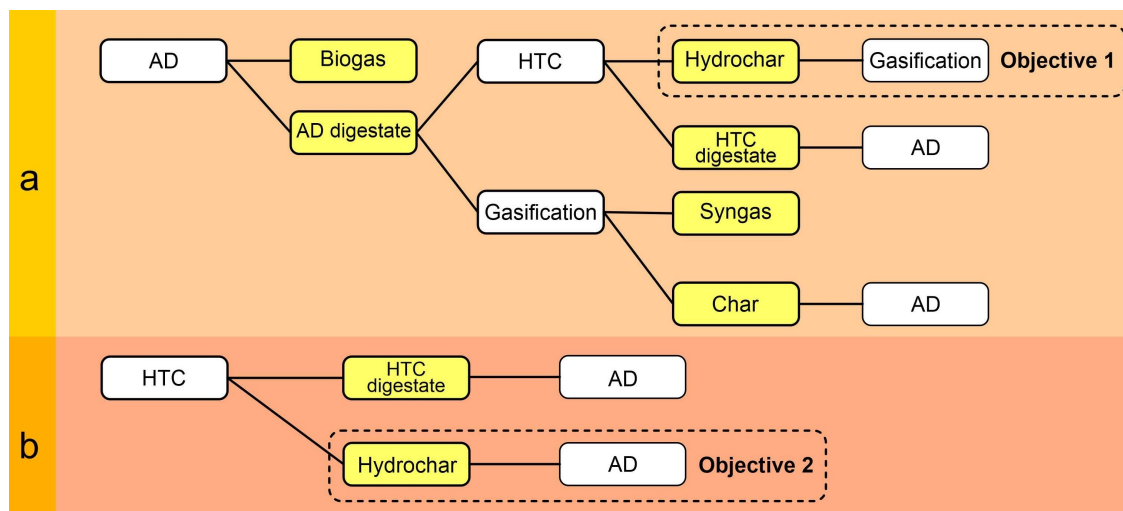 a
AD
Biogas
AD digestate
HTC
Hydrochar
Gasification
Objective 1
HTC
digestate
AD
Gasification
Syngas
Char
AD
b
HTC
HTC
digestate
AD
Hydrochar
AD
Objective 2